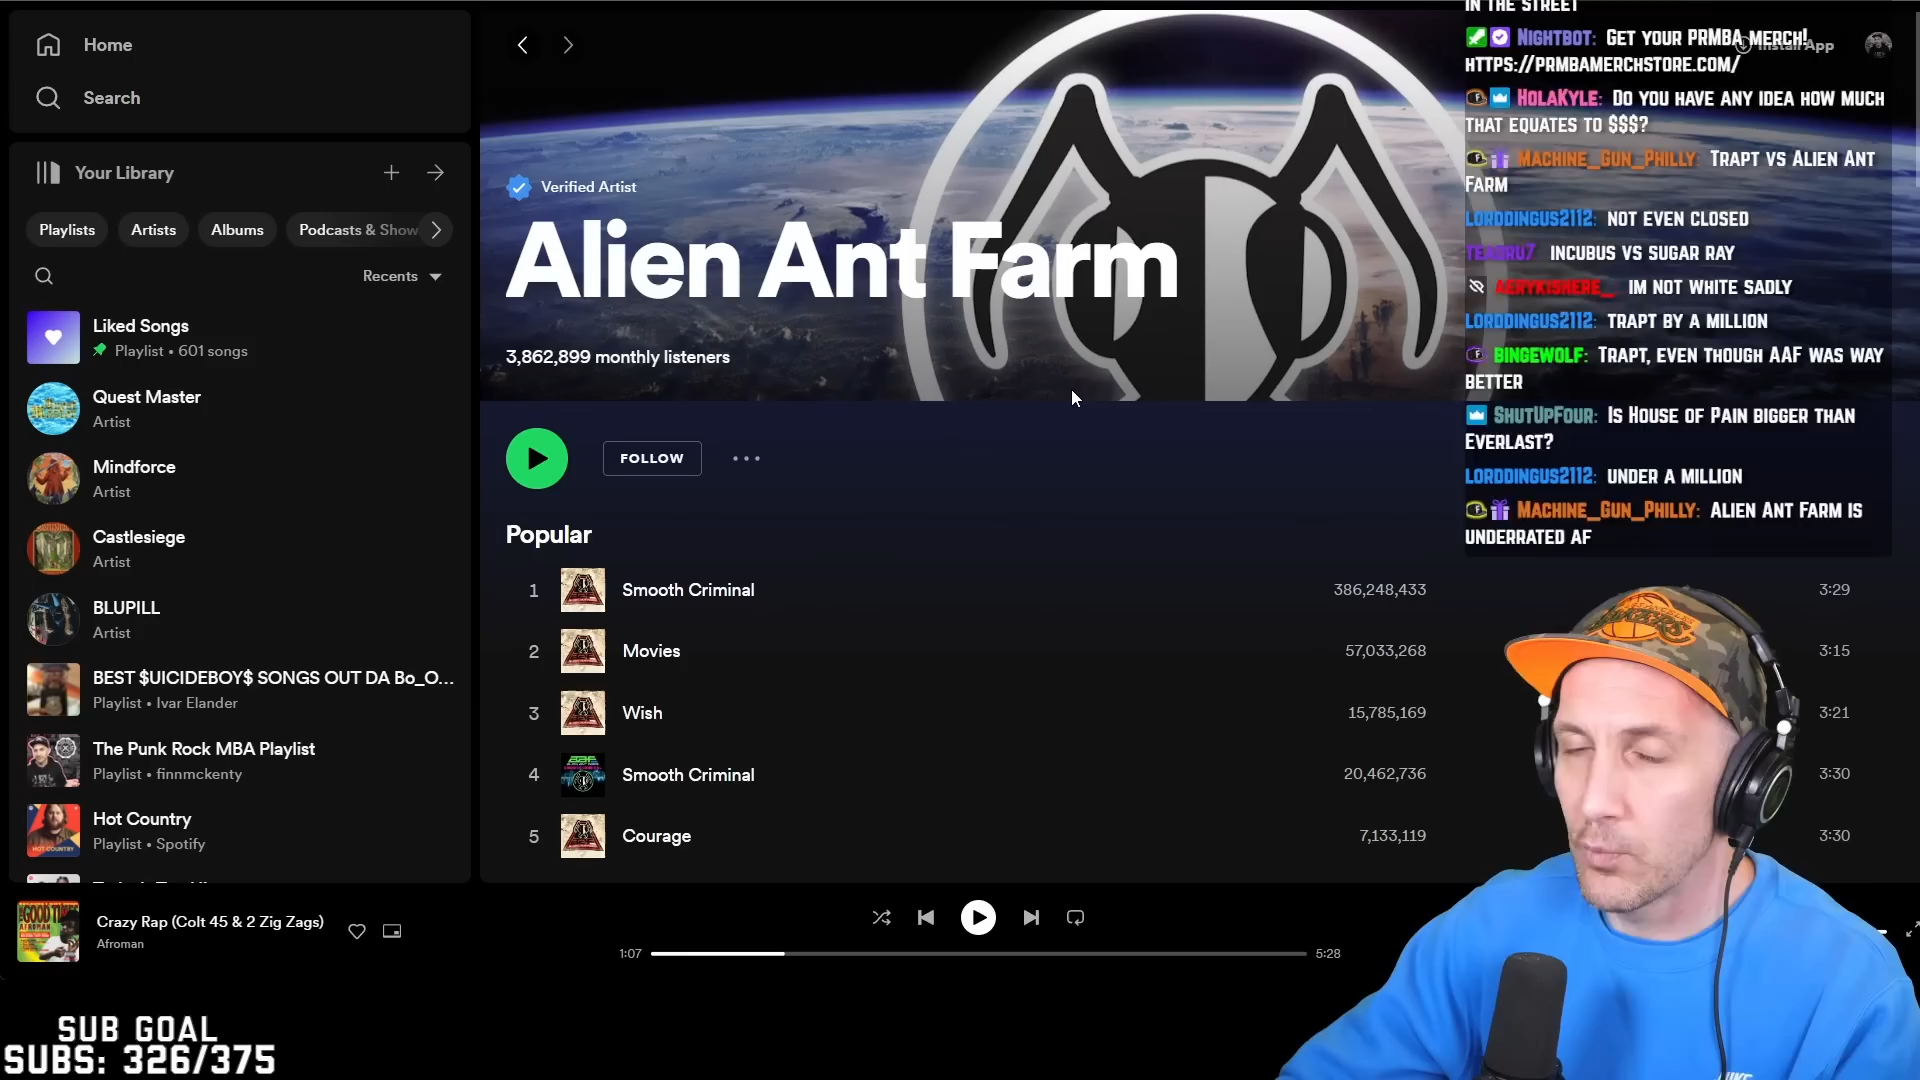 Home
Search
Your Library
Playlists
Artists
Albums
Podcasts & Show
Recents
Liked Songs
Playlist • 601 songs
Quest Master
Artist
Mindforce
Artist
Castlesiege
Artist
BLUPILL
Artist
BEST $UICIDEBOY$ SONGS OUT DA Bo_O...
Playlist • Ivar Elander
The Punk Rock MBA Playlist
Playlist • finnmckenty
Hot Country
Playlist • Spotify
Verified Artist
Alien Ant Farm
3,862,899 monthly listeners
FOLLOW
Popular
1 Smooth Criminal 386,248,433 3:29
2 Movies 57,033,268 3:15
3 Wish 15,785,169 3:21
4 Smooth Criminal 20,462,736 3:30
5 Courage 7,133,119 3:30
Install App
IN THE STREET
NIGHTBOT: GET YOUR PRMBA MERCH!
HTTPS://PRMBAMERCHSTORE.COM/
HOLAKYLE: DO YOU HAVE ANY IDEA HOW MUCH
THAT EQUATES TO $$$?
MACHINE_GUN_PHILLY: TRAPT VS ALIEN ANT
FARM
LORDDINGUS2112: NOT EVEN CLOSED
INCUBUS VS SUGAR RAY
IM NOT WHITE SADLY
LORDDINGUS2112: TRAPT BY A MILLION
BINGEWOLF: TRAPT, EVEN THOUGH AAF WAS WAY
BETTER
SHUTUPFOUR: IS HOUSE OF PAIN BIGGER THAN
EVERLAST?
LORDDINGUS2112: UNDER A MILLION
MACHINE_GUN_PHILLY: ALIEN ANT FARM IS
UNDERRATED AF
Crazy Rap (Colt 45 & 2 Zig Zags)
Afroman
1:07
5:28
SUB GOAL
SUBS: 326/375